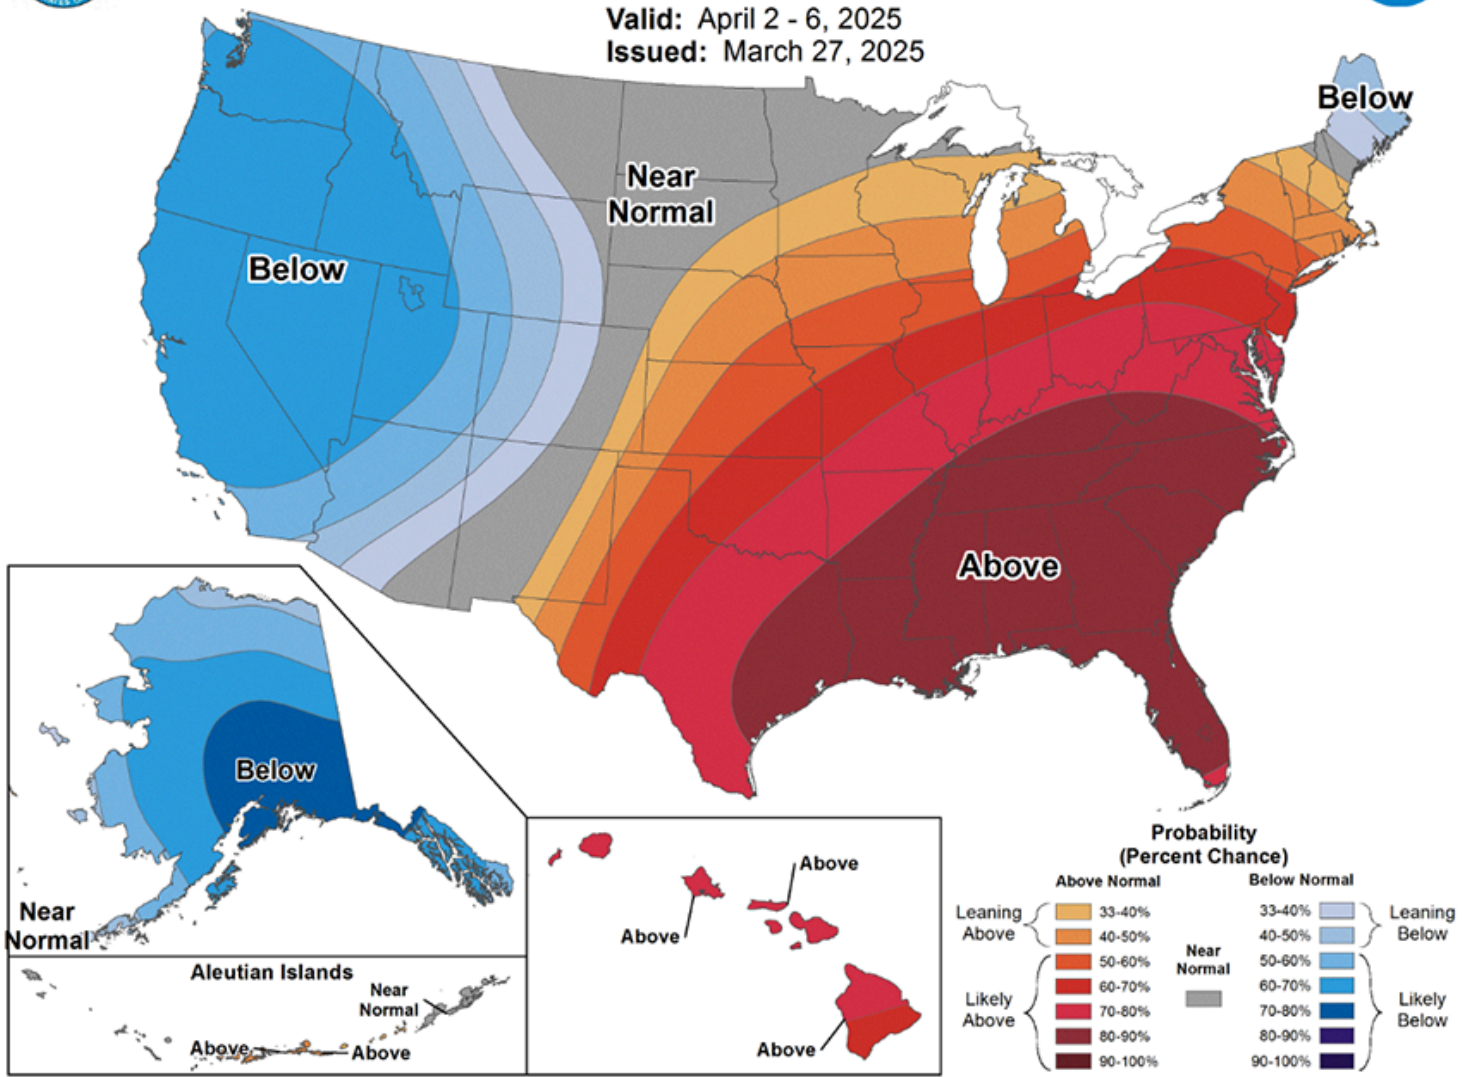 Valid: April 2 - 6, 2025
Issued: March 27, 2025
Below
Near
Normal
Below
Above
Below
Near
Normal
Aleutian Islands
Near
Normal
Above
Above
Above
Above
Above
Probability
(Percent Chance)
Above Normal
Below Normal
Leaning
Above
33-40%
40-50%
Likely
Above
50-60%
60-70%
70-80%
80-90%
90-100%
Near
Normal
33-40%
40-50%
Leaning
Below
50-60%
60-70%
70-80%
80-90%
90-100%
Likely
Below